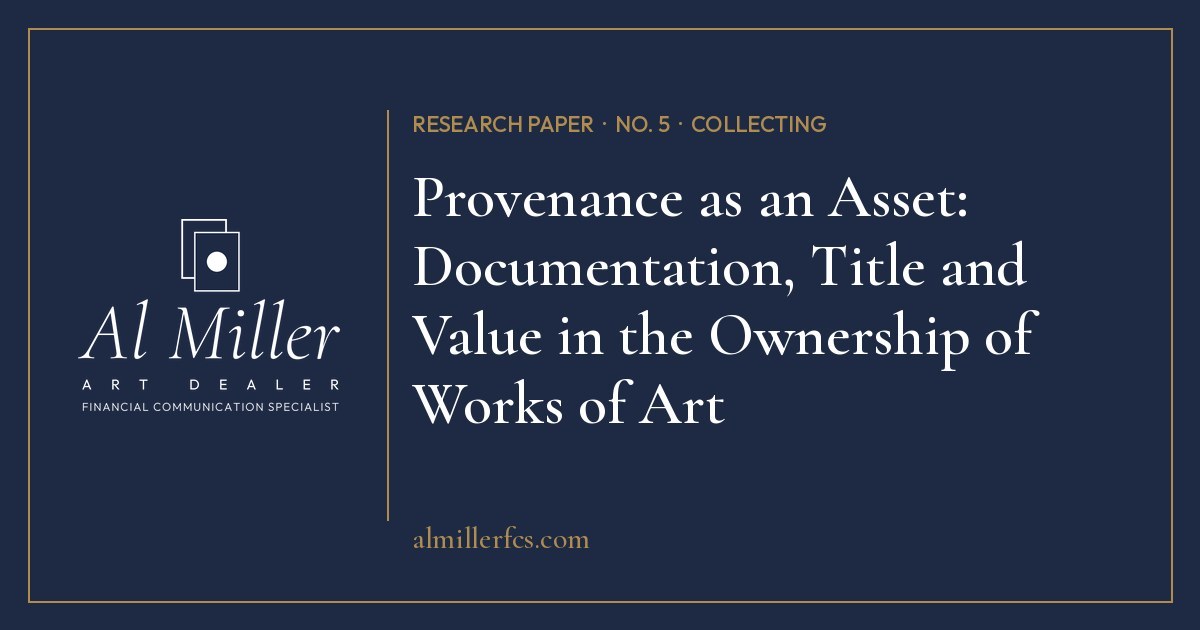 Al Miller
ART DEALER
FINANCIAL COMMUNICATION SPECIALIST
RESEARCH PAPER · NO. 5 · COLLECTING
Provenance as an Asset:
Documentation, Title and
Value in the Ownership of
Works of Art
almillerfcs.com